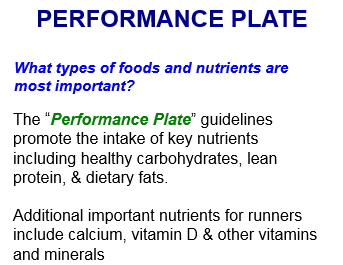 PERFORMANCE PLATE
What types of foods and nutrients are
most important?
The “Performance Plate” guidelines
promote the intake of key nutrients
including healthy carbohydrates, lean
protein, & dietary fats.
Additional important nutrients for runners
include calcium, vitamin D & other vitamins
and minerals